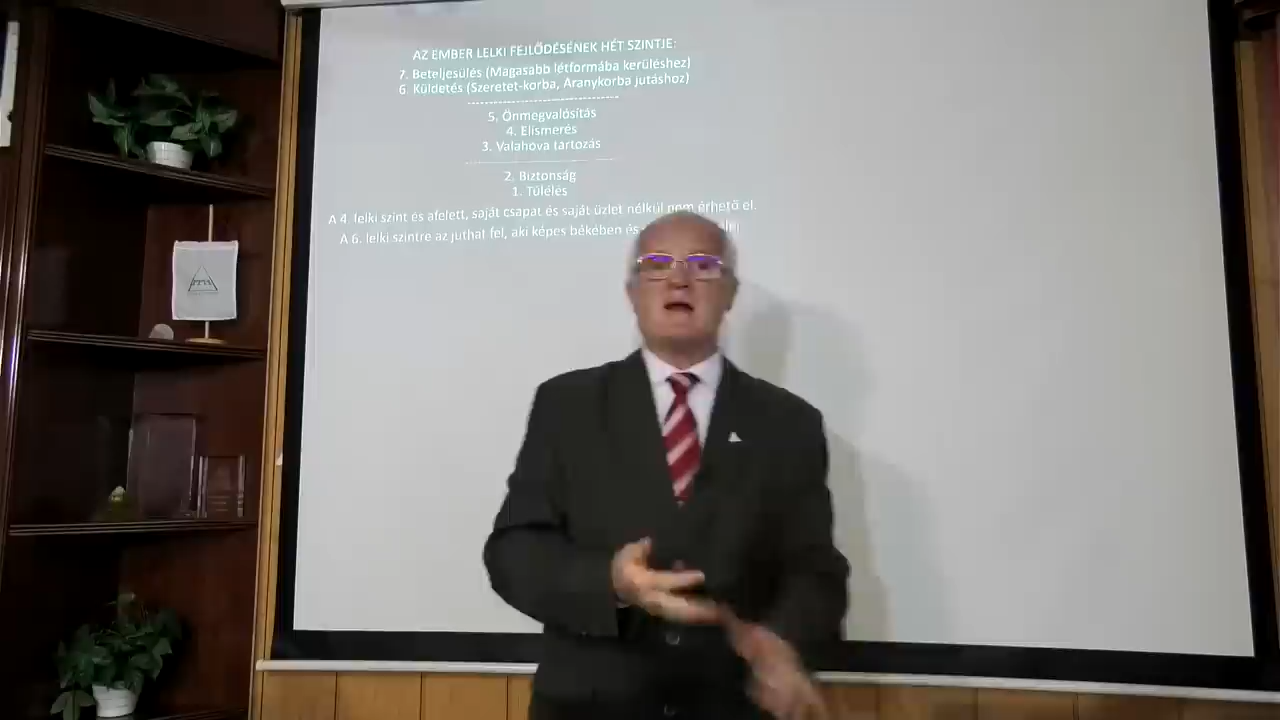 AZ EMBER LELKI FEJLŐDÉSÉNEK HÉT SZINTJE:
7. Beteljesülés (Magasabb létformába kerüléshez)
6. Küldetés (Szeretet-korba, Aranykorba jutáshoz)
5. Önmegvalósítás
4. Elismerés
3. Valahova tartozás
2. Biztonság
1. Túlélés
A 4. lelki szint és afelett, saját csapat és saját üzlet nélkül nem érhető el.
A 6. lelki szintre az juthat fel, aki képes békében és